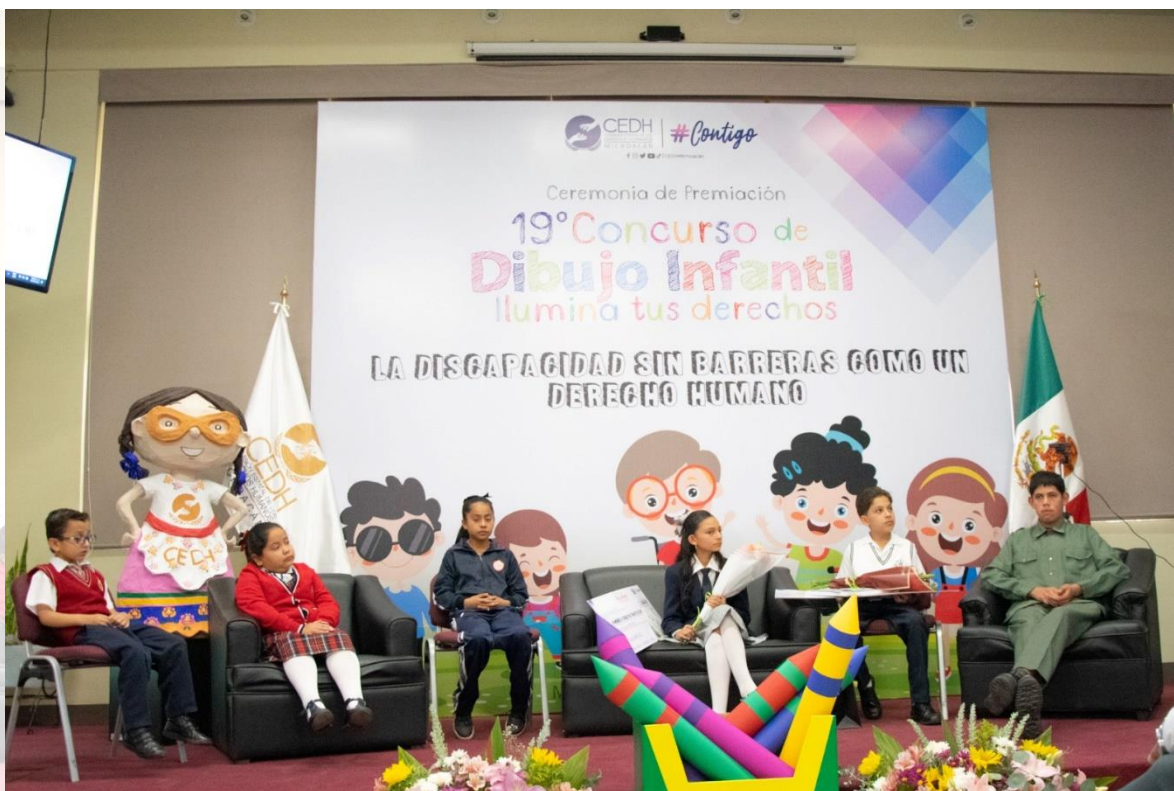 CEDH
MICHOACÁN
#Contigo
Ceremonia de Premiación
19° Concurso de
Dibujo Infantil
Ilumina tus derechos
LA DISCAPACIDAD SIN BARRERAS COMO UN
DERECHO HUMANO
CEDH
CEDH